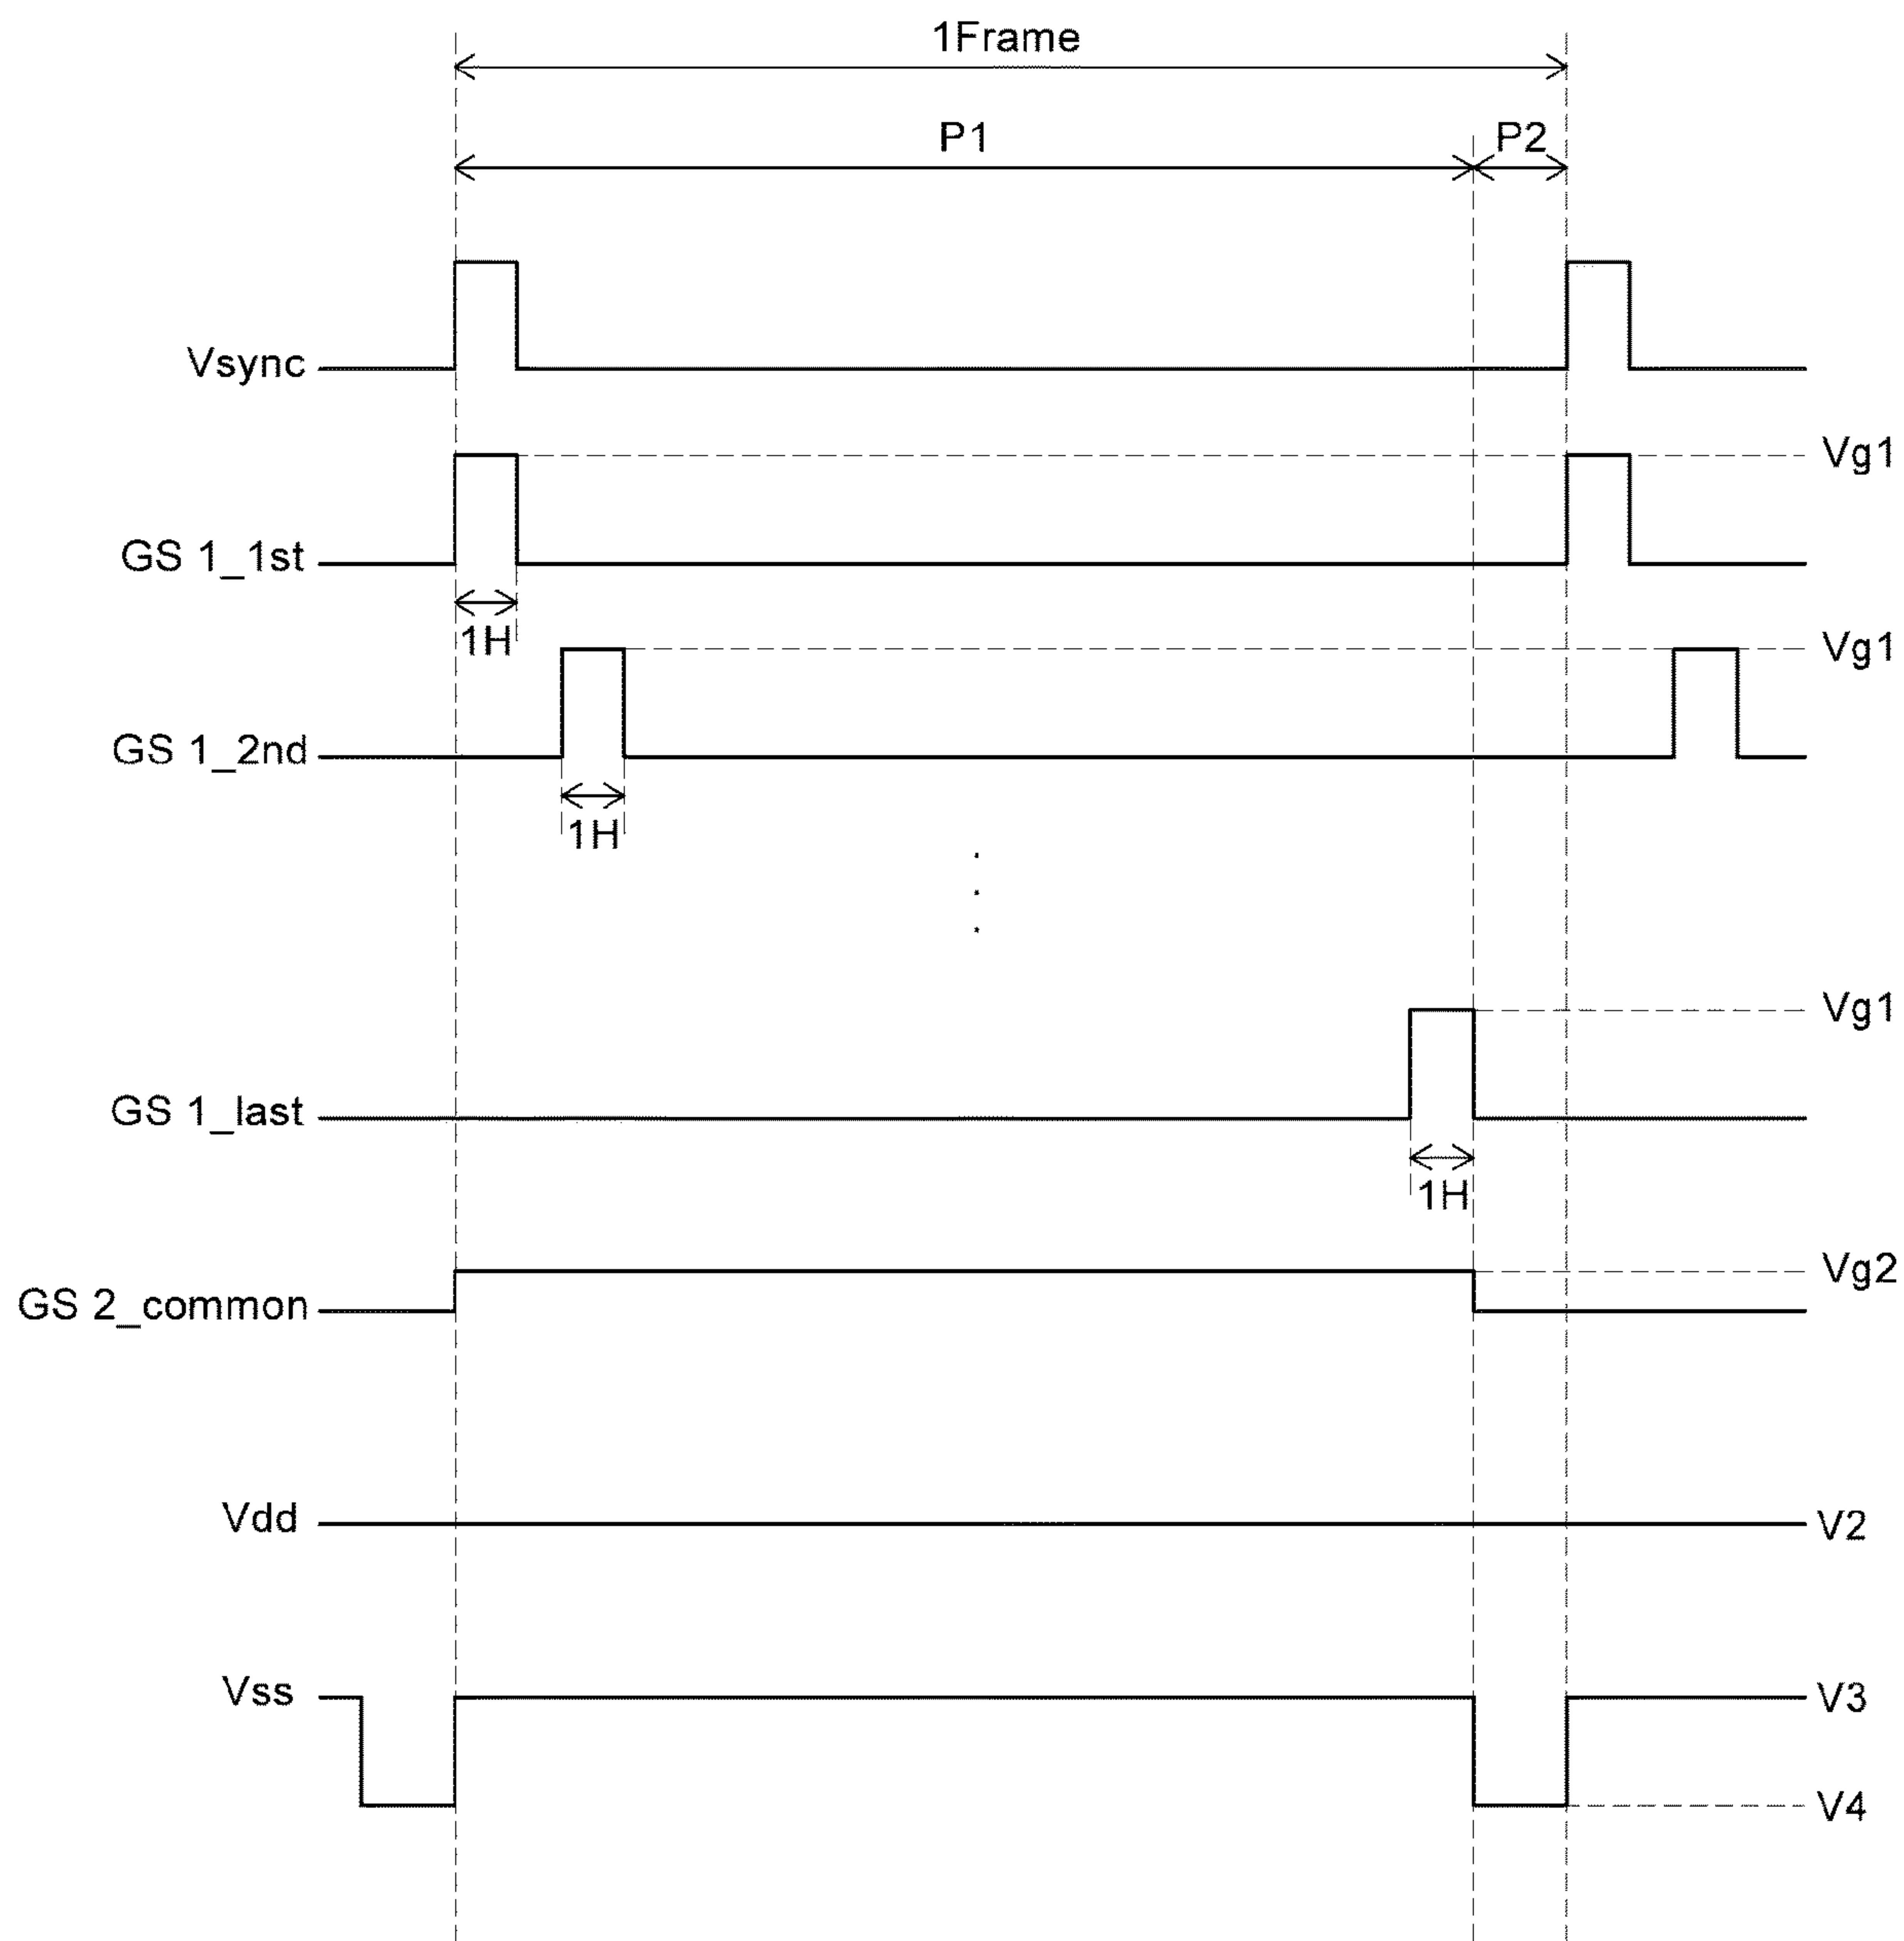 1Frame
P1 P2
Vsync
Vg1
GS 1_1st
1H
Vg1
GS 1_2nd
1H
Vg1
GS 1_last
1H
Vg2
GS 2_common
Vdd V2
Vss V3
V4